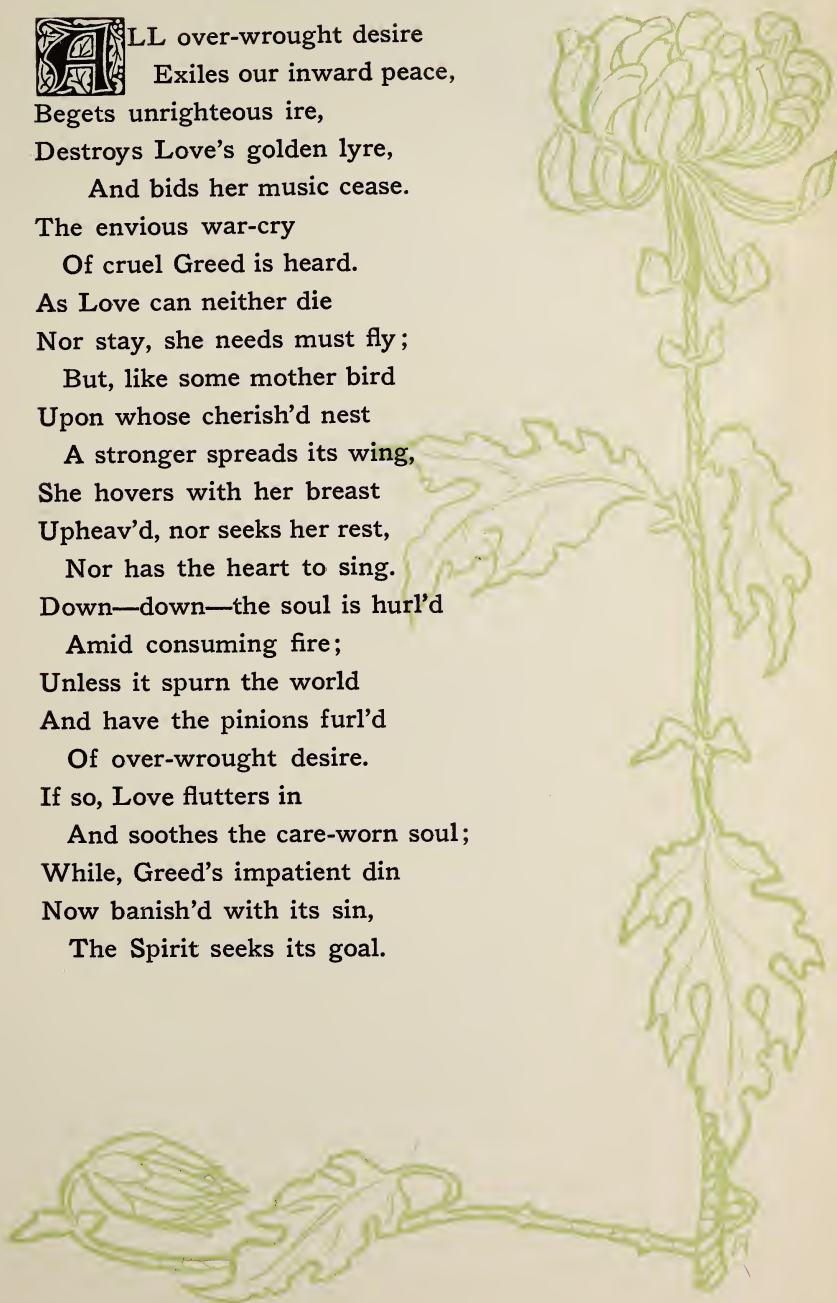 ALL over-wrought desire
Exiles our inward peace,
Begets unrighteous ire,
Destroys Love's golden lyre,
And bids her music cease.
The envious war-cry
Of cruel Greed is heard.
As Love can neither die
Nor stay, she needs must fly;
But, like some mother bird
Upon whose cherish'd nest
A stronger spreads its wing,
She hovers with her breast
Upheav'd, nor seeks her rest,
Nor has the heart to sing.
Down—down—the soul is hurl'd
Amid consuming fire;
Unless it spurn the world
And have the pinions furl'd
Of over-wrought desire.
If so, Love flutters in
And soothes the care-worn soul;
While, Greed's impatient din
Now banish'd with its sin,
The Spirit seeks its goal.